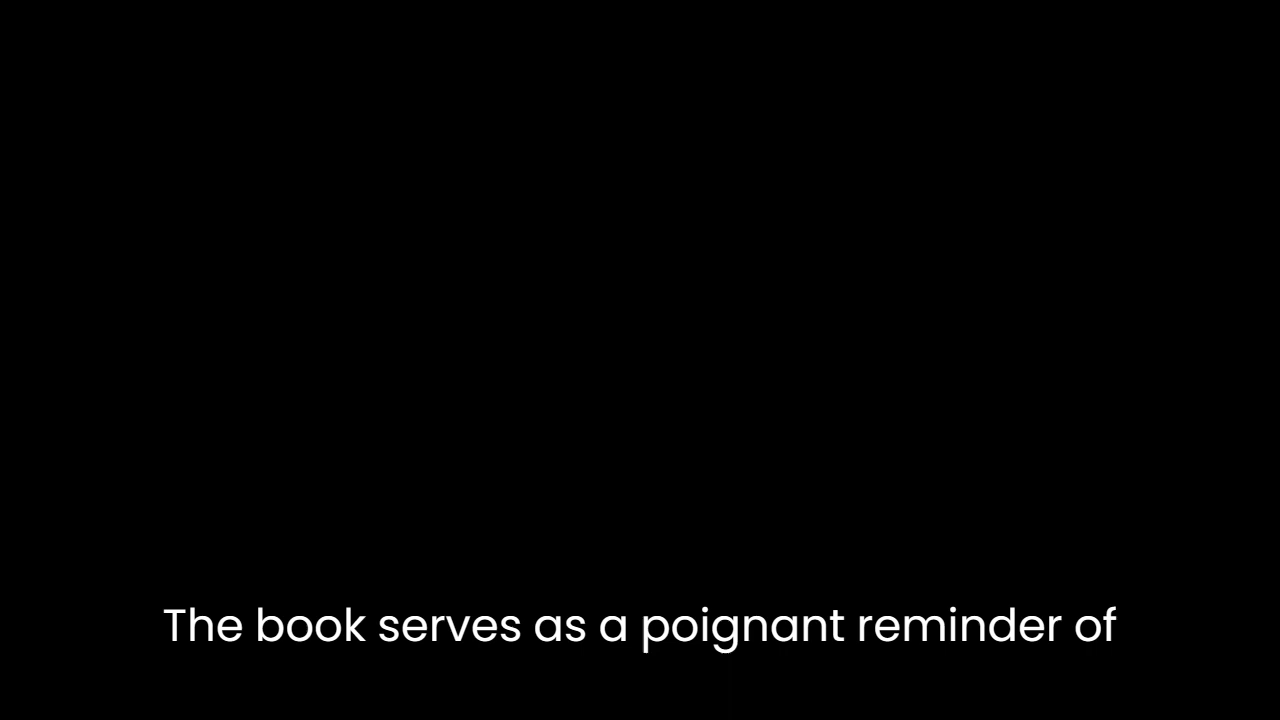 The book serves as a poignant reminder of